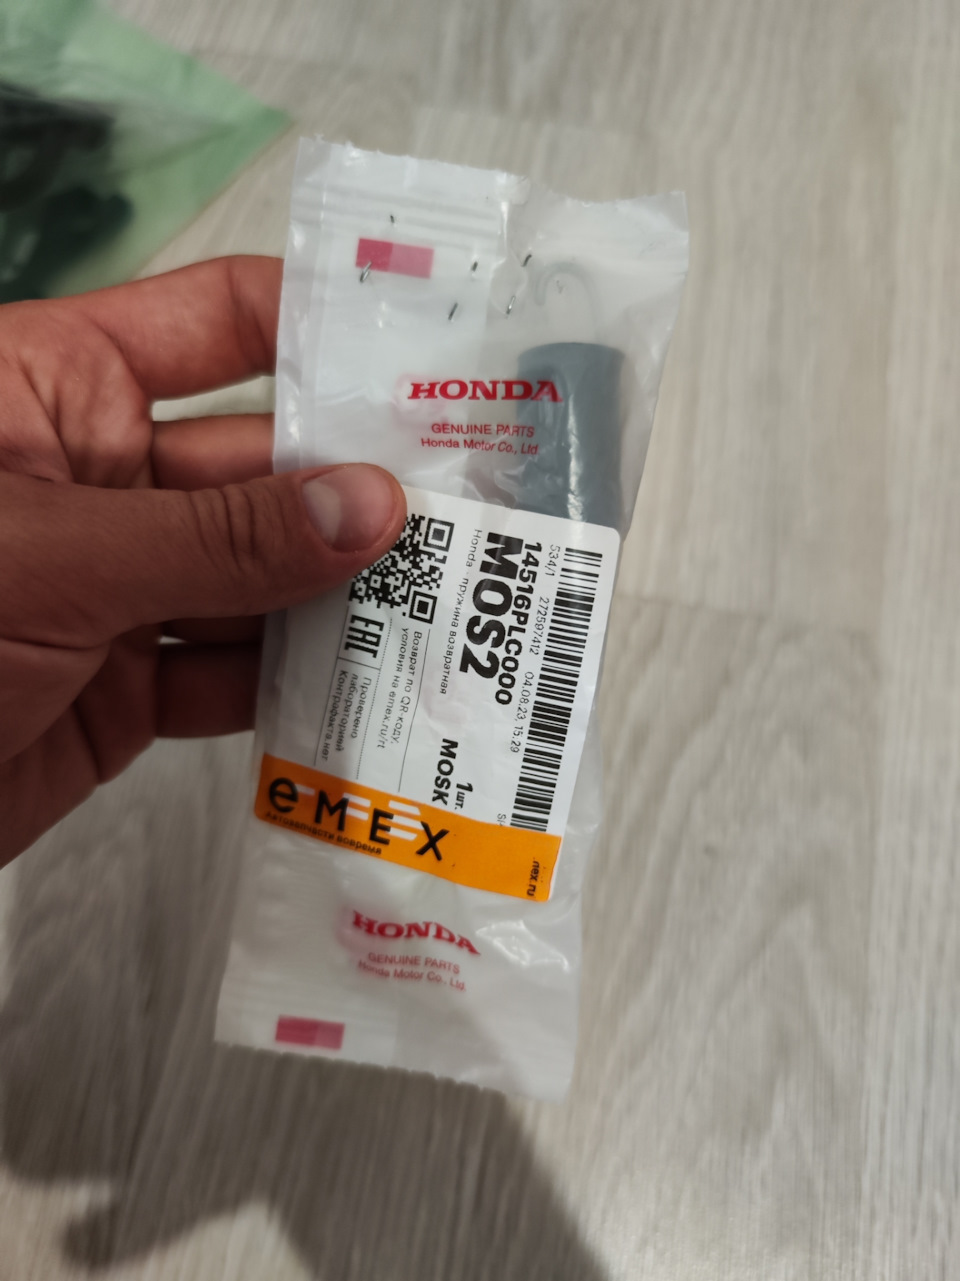 HONDA
GENUINE PARTS
Honda Motor Co., Ltd.
S34/1 272597412 04.08.23, 15:29
14516PLC000
MOS2
Honda пружина возвратная
1 шт.
MOSK
Возврат по QR-коду,
условия на emex.ru/rt
EAC
Проверено
лабораторией
Контрафакта.нет
eMEX
автозапчасти вовремя
HONDA
GENUINE PARTS
Honda Motor Co., Ltd.